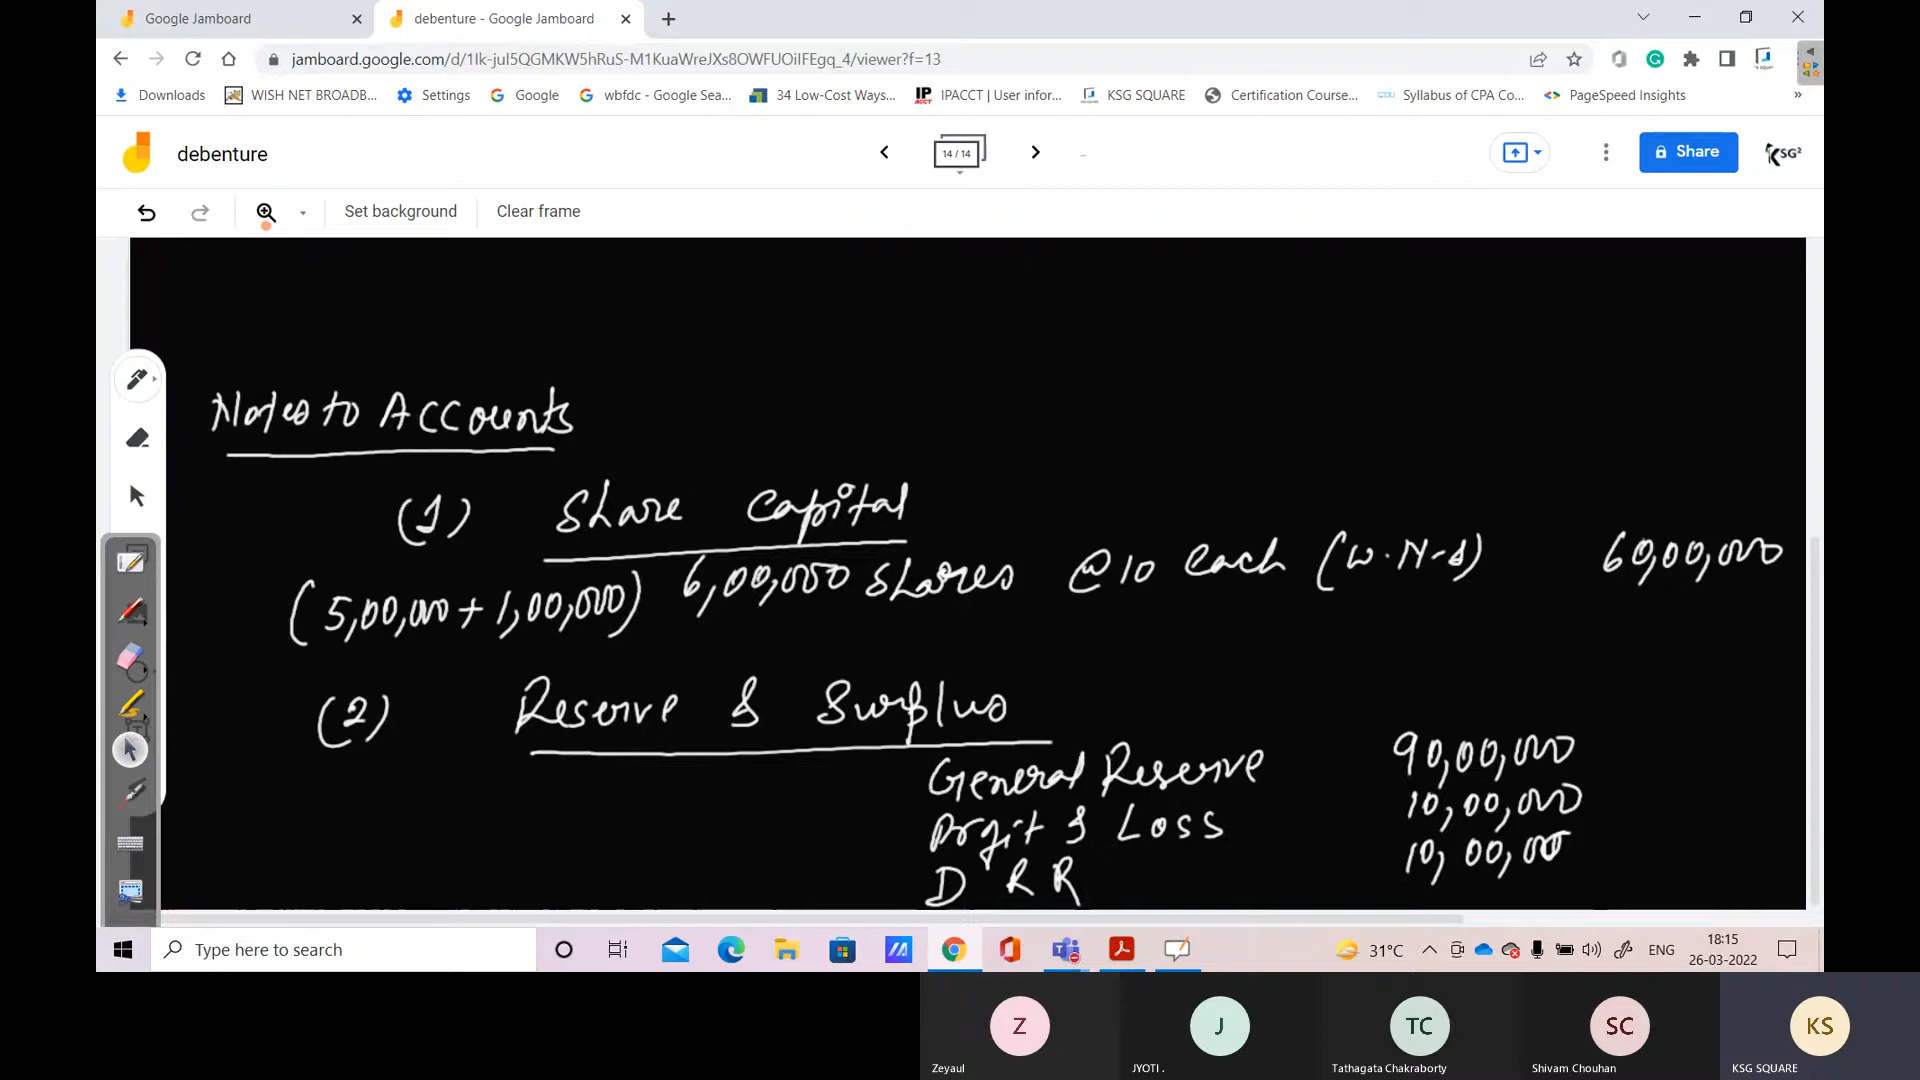 Google Jamboard
debenture - Google Jamboard
jamboard.google.com/d/1Ik-juI5QGMKW5hRuS-M1KuaWreJXs8OWFUOiIFEgq_4/viewer?f=13
Downloads WISH NET BROADB... Settings Google wbfdc - Google Sea... 34 Low-Cost Ways... IPACCT | User infor... KSG SQUARE Certification Course... Syllabus of CPA Co... PageSpeed Insights »
debenture
14 / 14
Share
KSG²
Set background Clear frame
Notes to Accounts
(1) Share Capital
(5,00,000 + 1,00,000) 6,00,000 Shares @ 10 each (W.N-1) 60,00,000
(2) Reserve & Surplus
General Reserve 90,00,000
Profit & Loss 10,00,000
D R R 10,00,000
Type here to search
31°C ENG 18:15
26-03-2022
Z J TC SC KS
Zeyaul JYOTI . Tathagata Chakraborty Shivam Chouhan KSG SQUARE